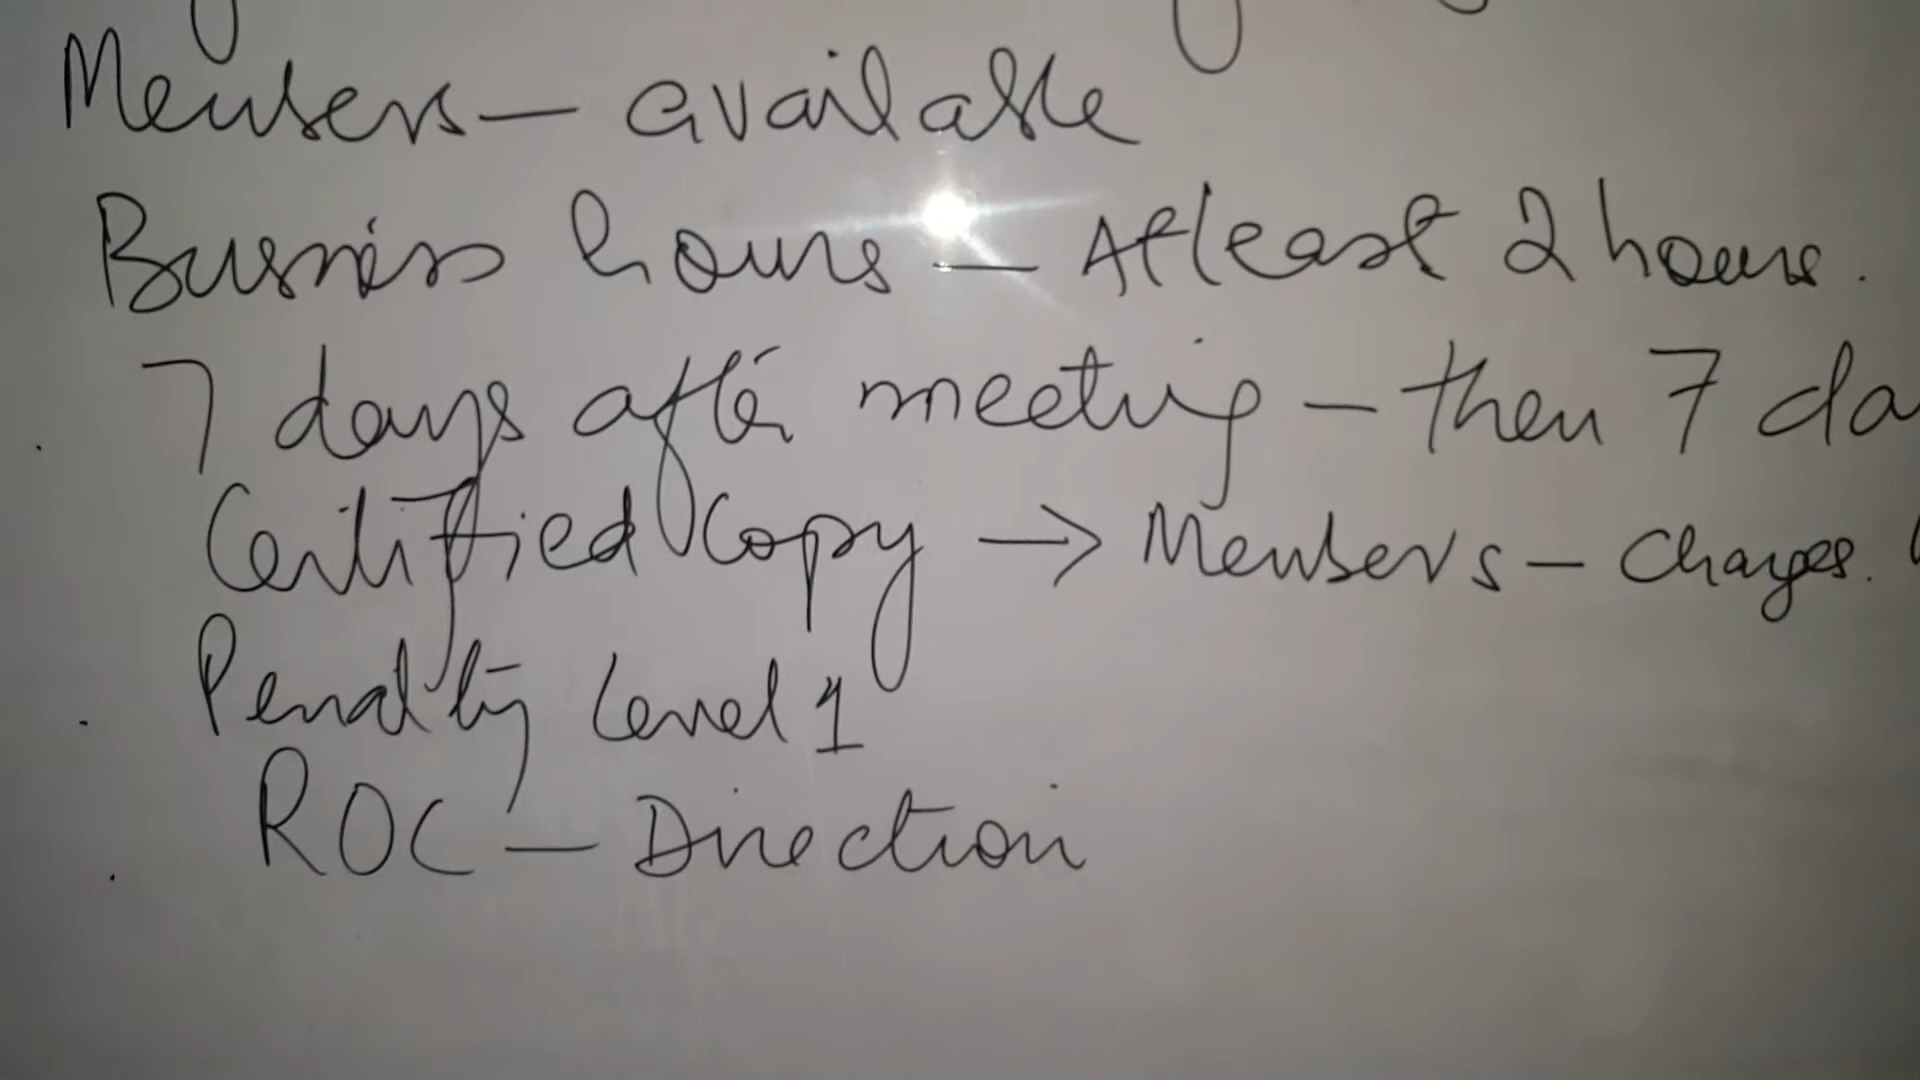 Members – available
Business hours – Atleast 2 hours.
7 days after meeting – then 7 da
Certified Copy → Members – Charges.
Penalty Level 1
ROC – Direction